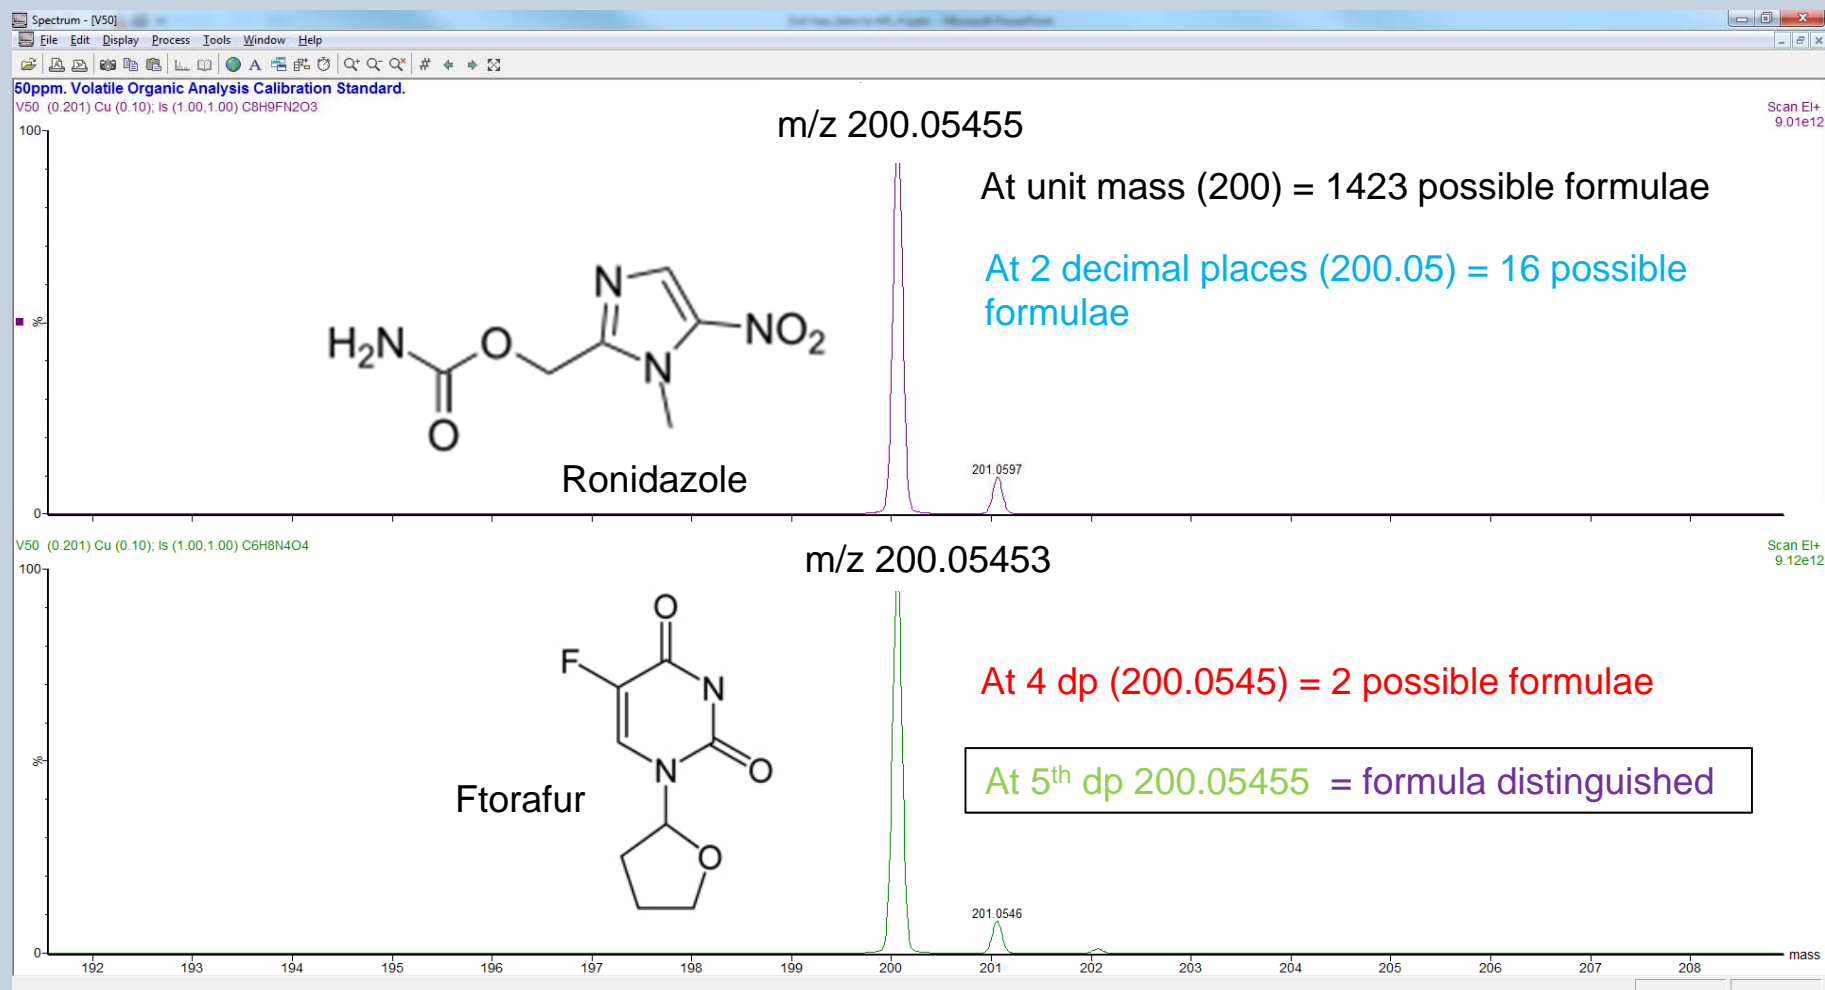 Spectrum - [V50]
File Edit Display Process Tools Window Help
50ppm. Volatile Organic Analysis Calibration Standard.
V50 (0.201) Cu (0.10); Is (1.00,1.00) C8H9FN2O3
Scan EI+
9.01e12
100
%
0
m/z 200.05455
At unit mass (200) = 1423 possible formulae
At 2 decimal places (200.05) = 16 possible
formulae
H₂N
O
O
N
N
NO₂
Ronidazole
201.0597
V50 (0.201) Cu (0.10); Is (1.00,1.00) C6H8N4O4
Scan EI+
9.12e12
100
%
0
m/z 200.05453
O
F
N
N
O
O
Ftorafur
At 4 dp (200.0545) = 2 possible formulae
At 5th dp 200.05455 = formula distinguished
201.0546
192 193 194 195 196 197 198 199 200 201 202 203 204 205 206 207 208
mass